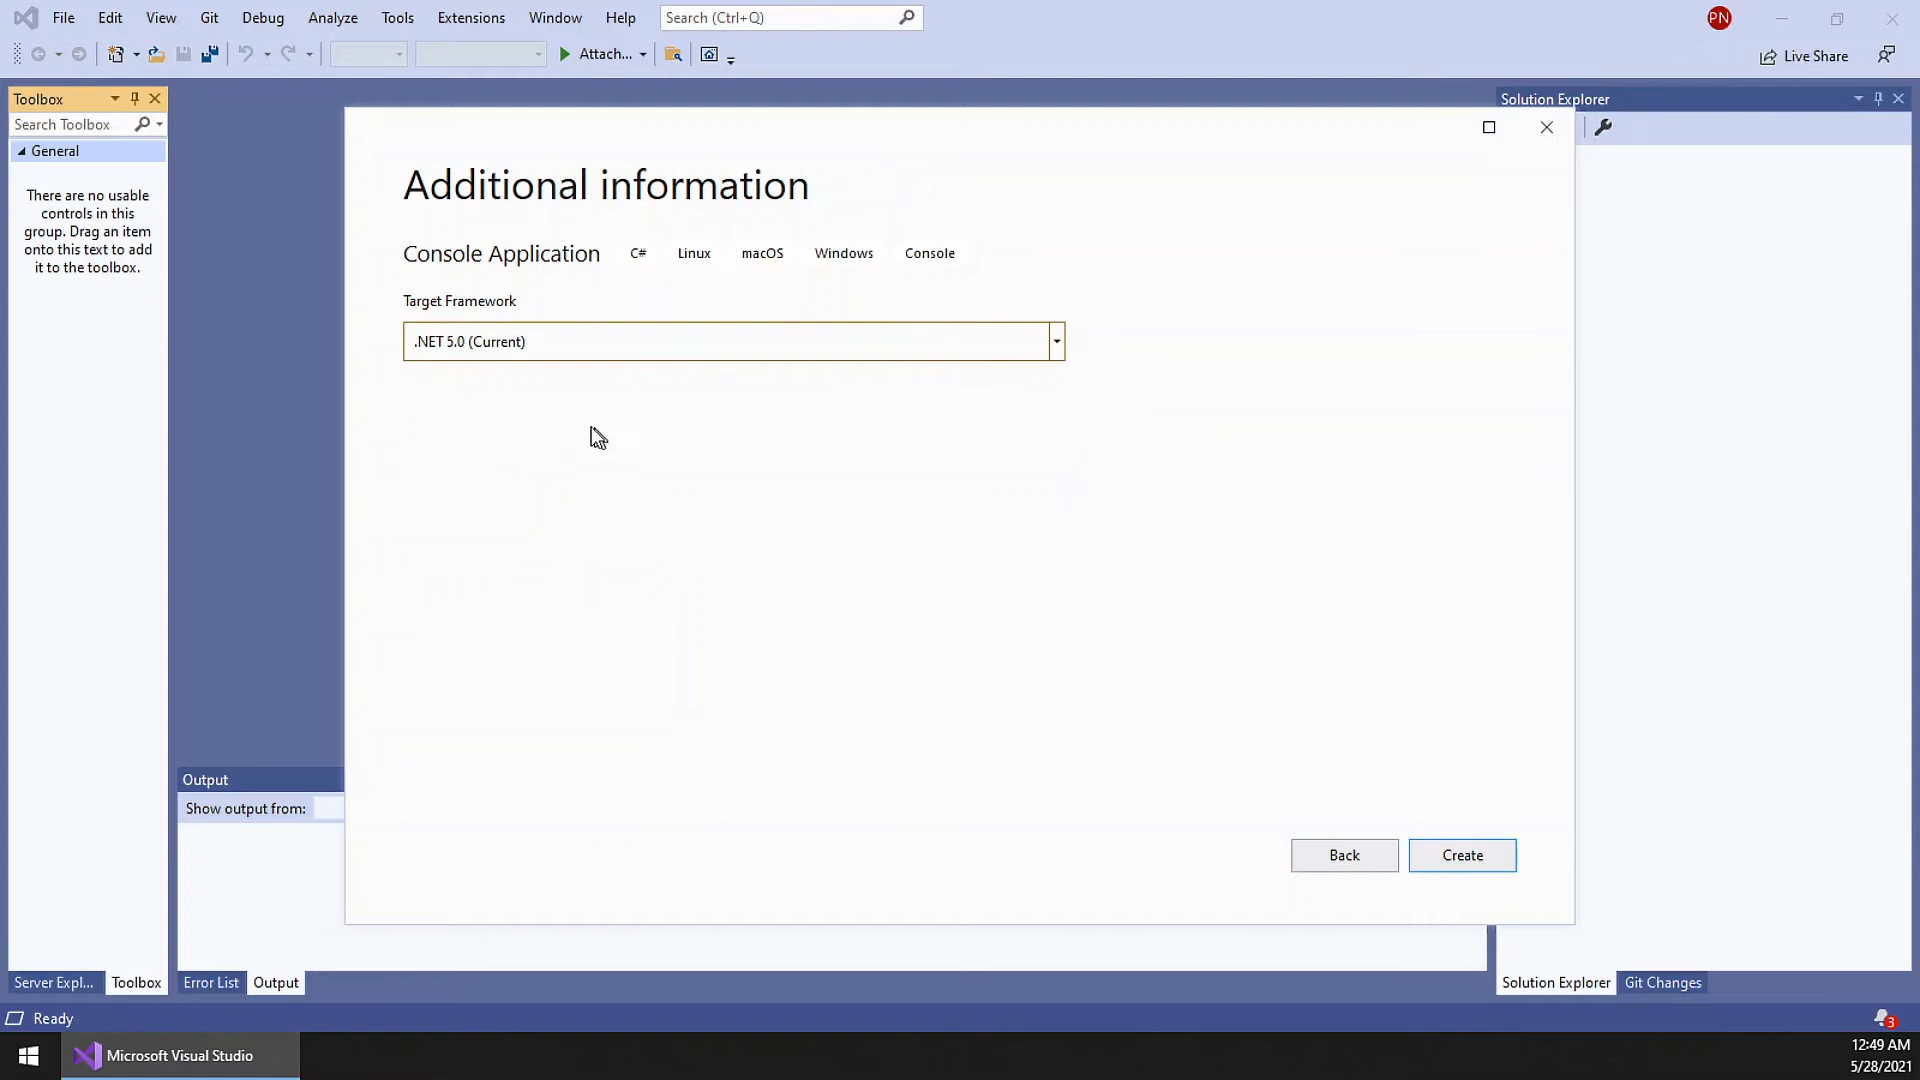 File Edit View Git Debug Analyze Tools Extensions Window Help Search (Ctrl+Q) PN
Attach... Live Share
Toolbox
Search Toolbox
General
There are no usable
controls in this
group. Drag an item
onto this text to add
it to the toolbox.
Solution Explorer
Additional information
Console Application C# Linux macOS Windows Console
Target Framework
.NET 5.0 (Current)
Back Create
Output
Show output from:
Server Expl... Toolbox Error List Output Solution Explorer Git Changes
Ready 3
Microsoft Visual Studio
12:49 AM
5/28/2021